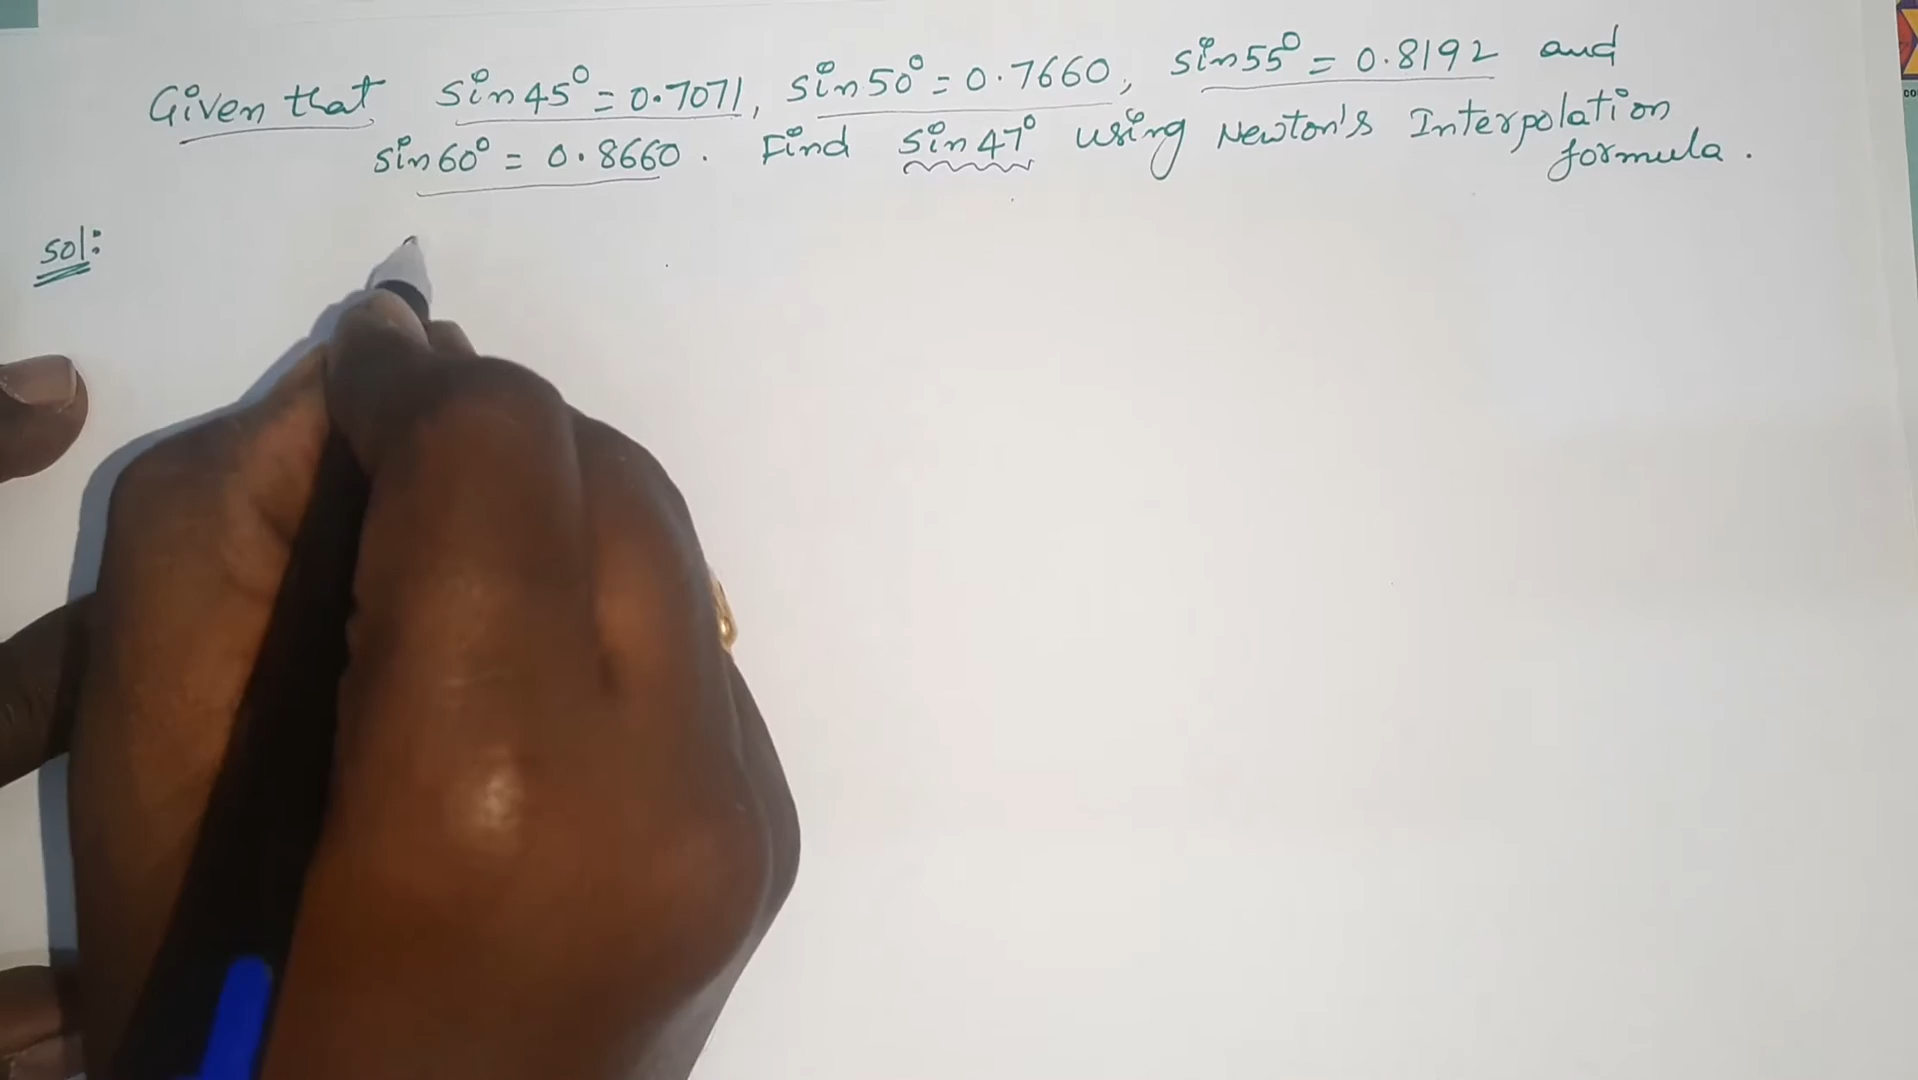 Given that sin45° = 0.7071, sin50° = 0.7660, sin55° = 0.8192 and
sin60° = 0.8660. Find sin47° using Newton's Interpolation
formula.
sol: